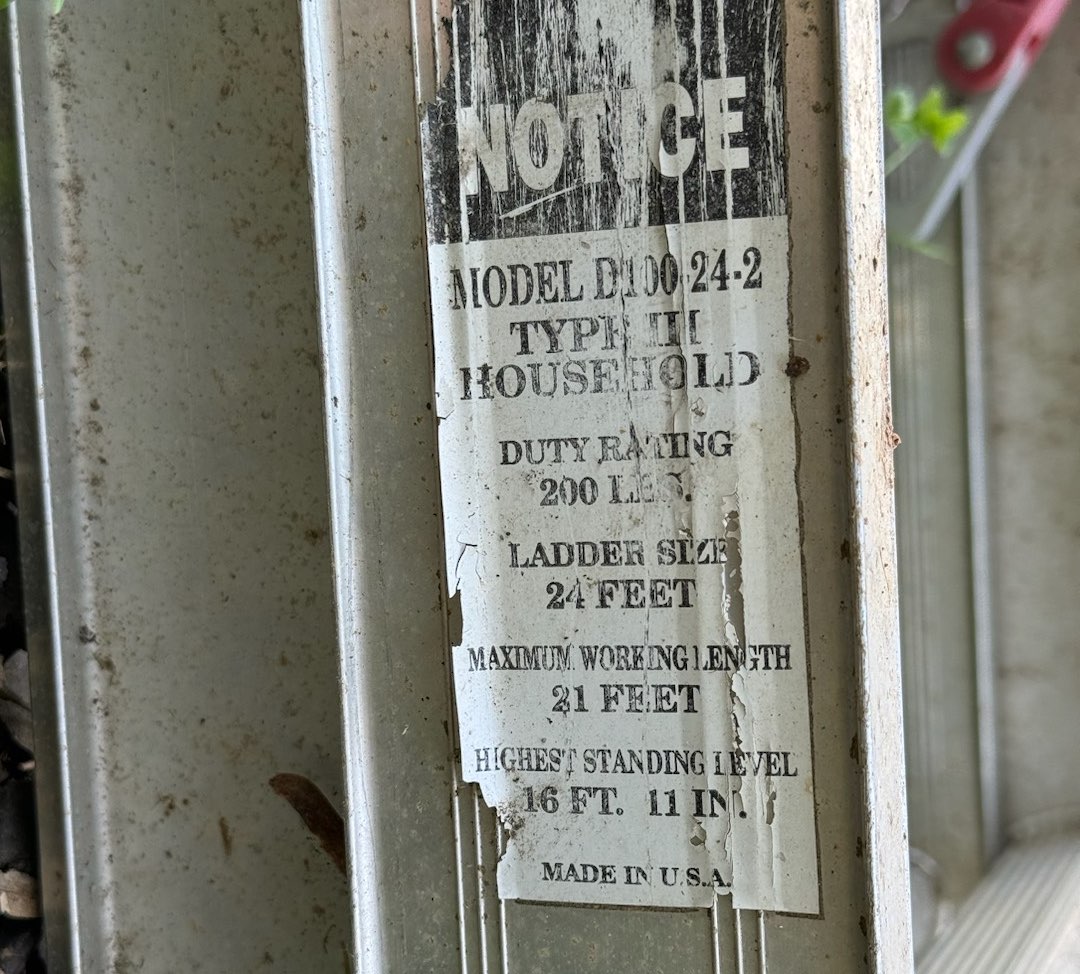 NOTICE
MODEL D100-24-2
TYPE III
HOUSEHOLD
DUTY RATING
200 LBS.
LADDER SIZE
24 FEET
MAXIMUM WORKING LENGTH
21 FEET
HIGHEST STANDING LEVEL
16 FT. 11 IN.
MADE IN U.S.A.